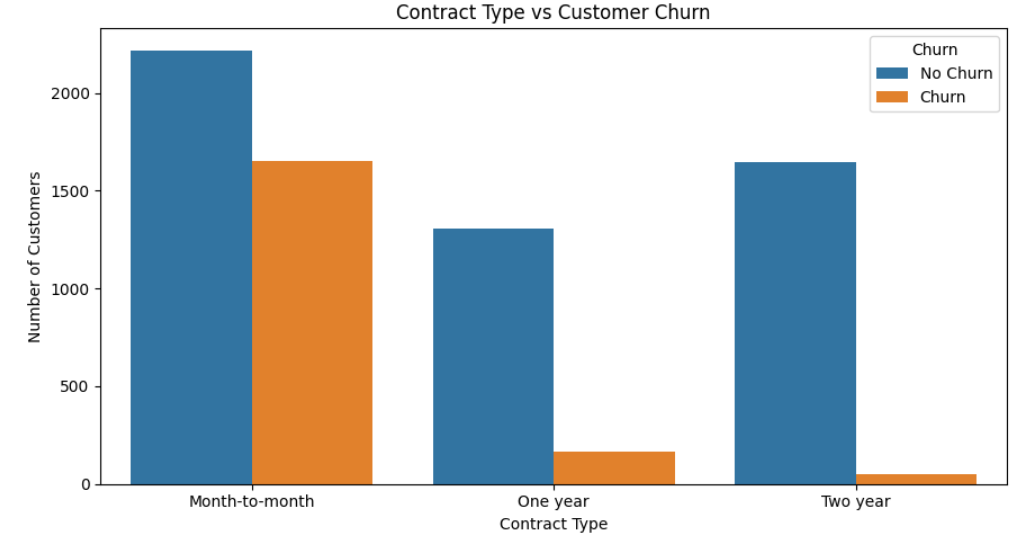 Contract Type vs Customer Churn
Churn
No Churn
Churn
Number of Customers
2000
1500
1000
500
0
Month-to-month
One year
Two year
Contract Type